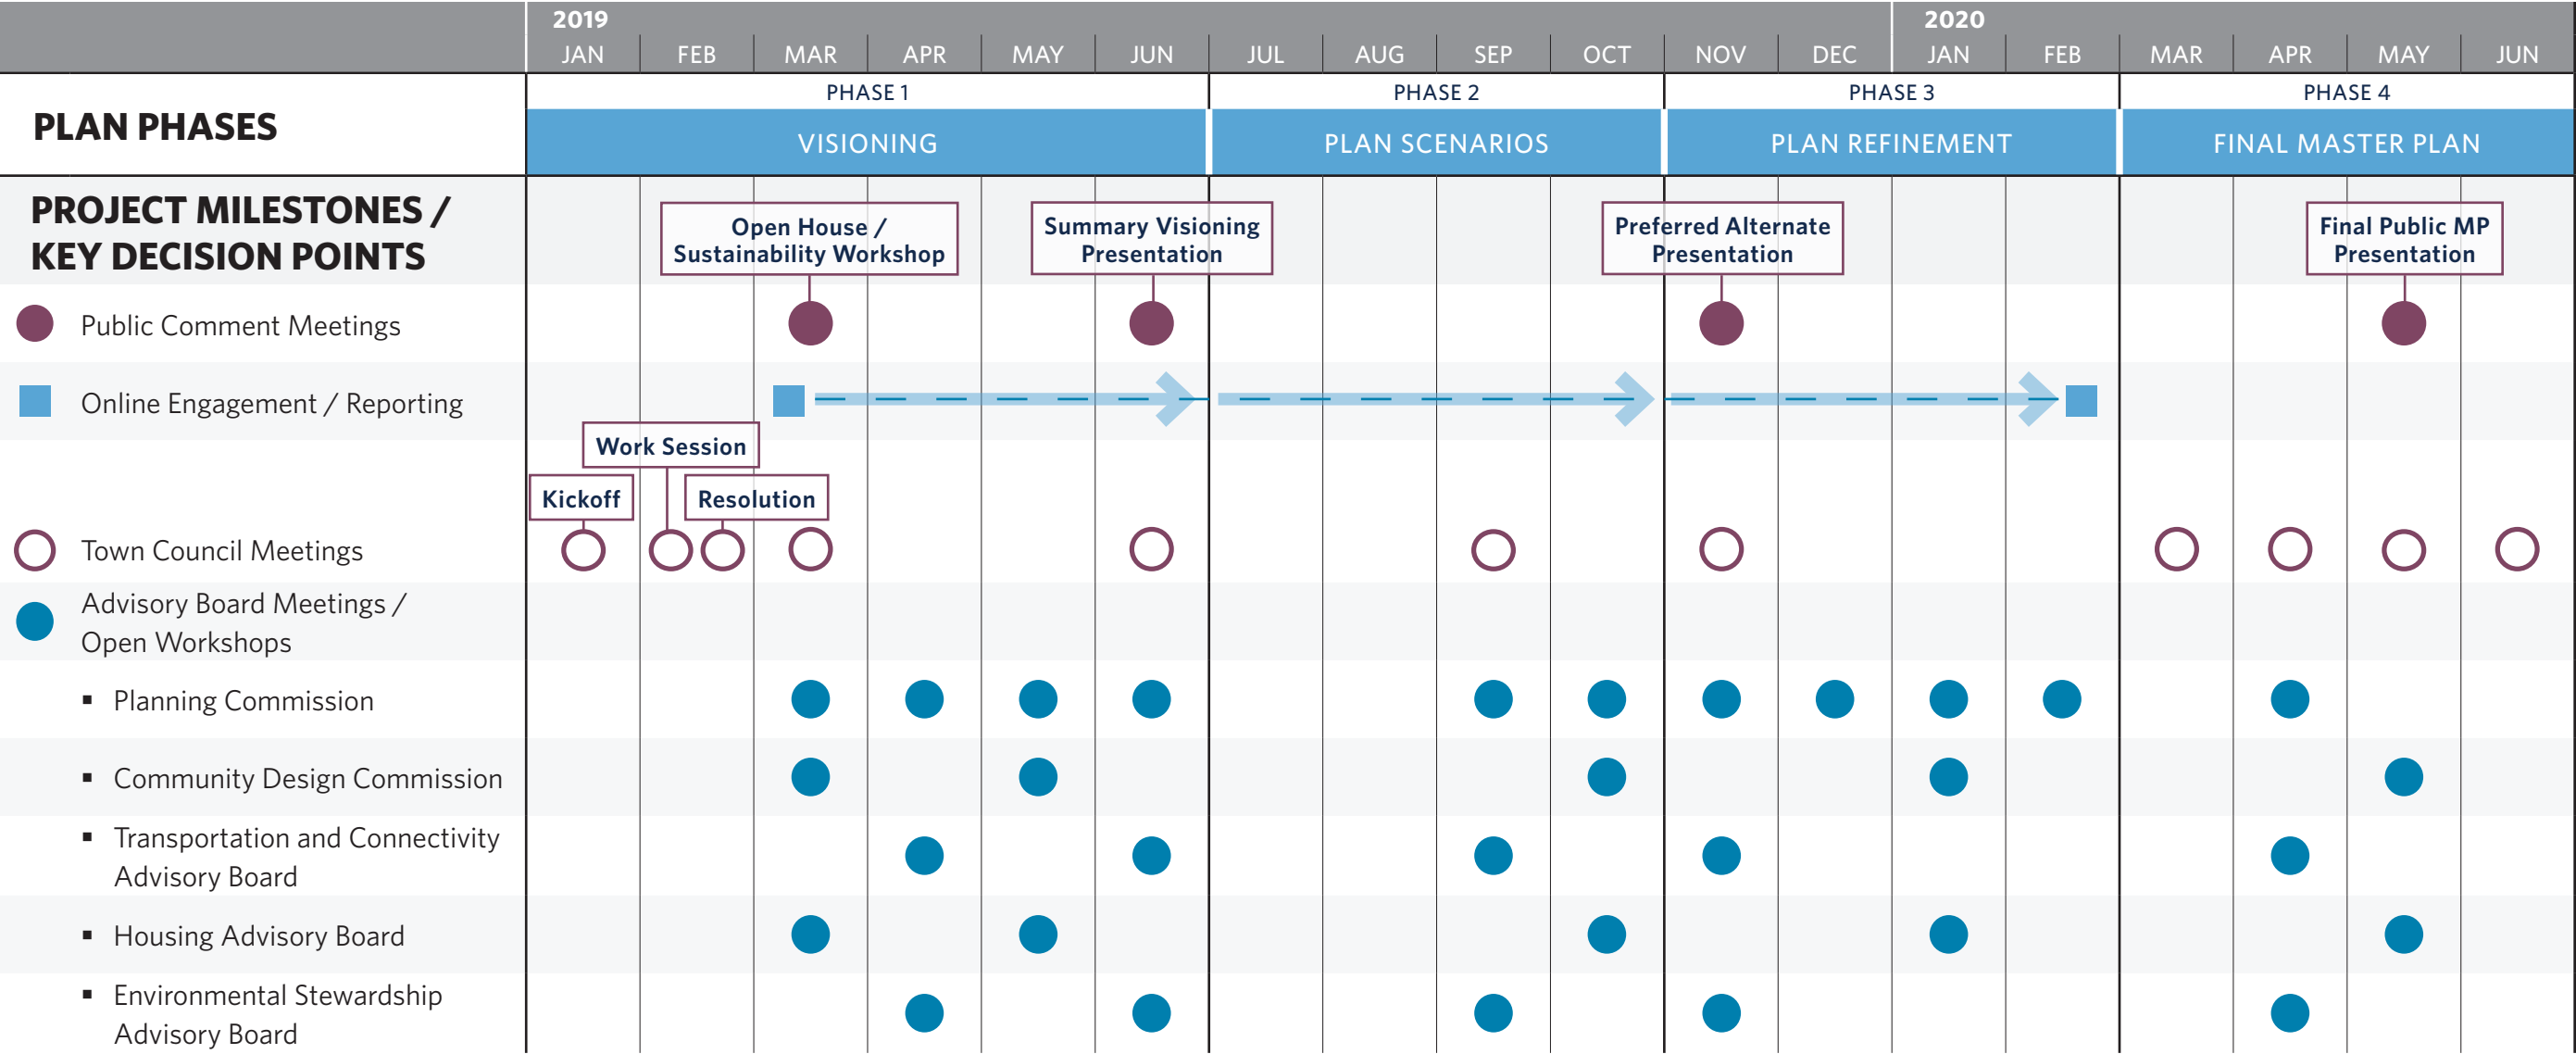 2019
2020
JAN FEB MAR APR MAY JUN JUL AUG SEP OCT NOV DEC JAN FEB MAR APR MAY JUN
PLAN PHASES
PHASE 1 PHASE 2 PHASE 3 PHASE 4
VISIONING PLAN SCENARIOS PLAN REFINEMENT FINAL MASTER PLAN
PROJECT MILESTONES /
KEY DECISION POINTS
Open House /
Sustainability Workshop
Summary Visioning
Presentation
Preferred Alternate
Presentation
Final Public MP
Presentation
Public Comment Meetings
Online Engagement / Reporting
Work Session
Kickoff
Resolution
Town Council Meetings
Advisory Board Meetings /
Open Workshops
▪ Planning Commission
▪ Community Design Commission
▪ Transportation and Connectivity
Advisory Board
▪ Housing Advisory Board
▪ Environmental Stewardship
Advisory Board